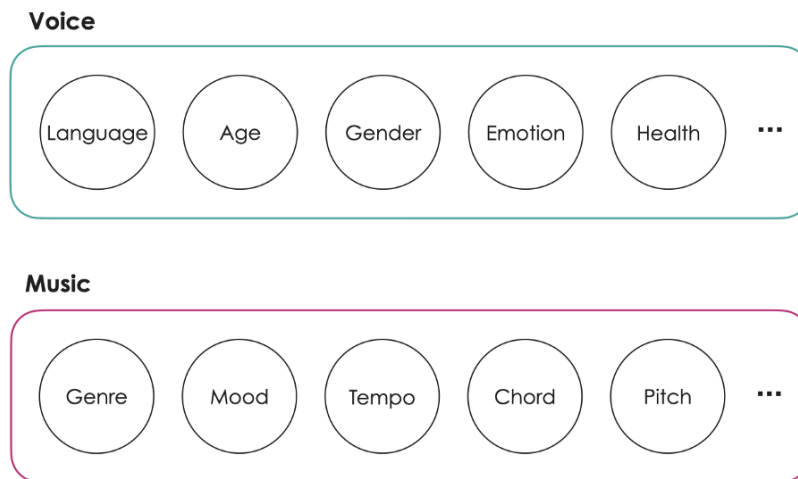 Voice
Language Age Gender Emotion Health ...
Music
Genre Mood Tempo Chord Pitch ...